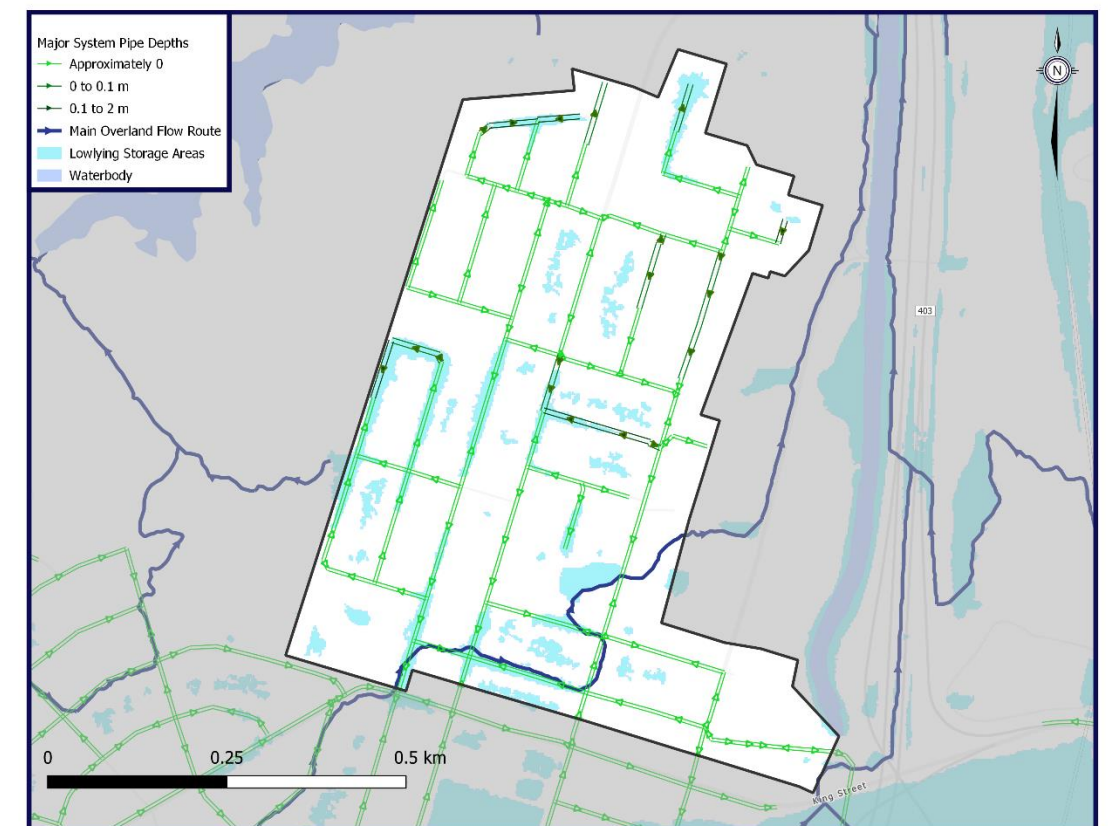 Major System Pipe Depths
Approximately 0
0 to 0.1 m
0.1 to 2 m
Main Overland Flow Route
Lowlying Storage Areas
Waterbody
N
403
0
0.25
0.5 km
King Street